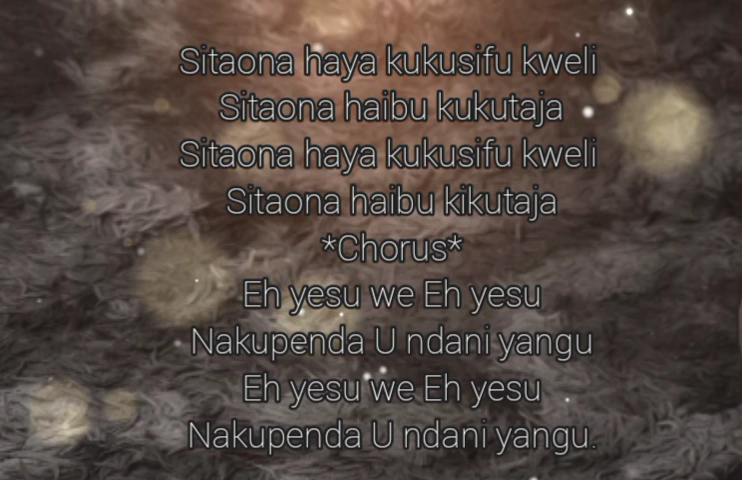 Sitaona haya kukusifu kweli
Sitaona haibu kukutaja
Sitaona haya kukusifu kweli
Sitaona haibu kikutaja
*Chorus*
Eh yesu we Eh yesu
Nakupenda U ndani yangu
Eh yesu we Eh yesu
Nakupenda U ndani yangu.